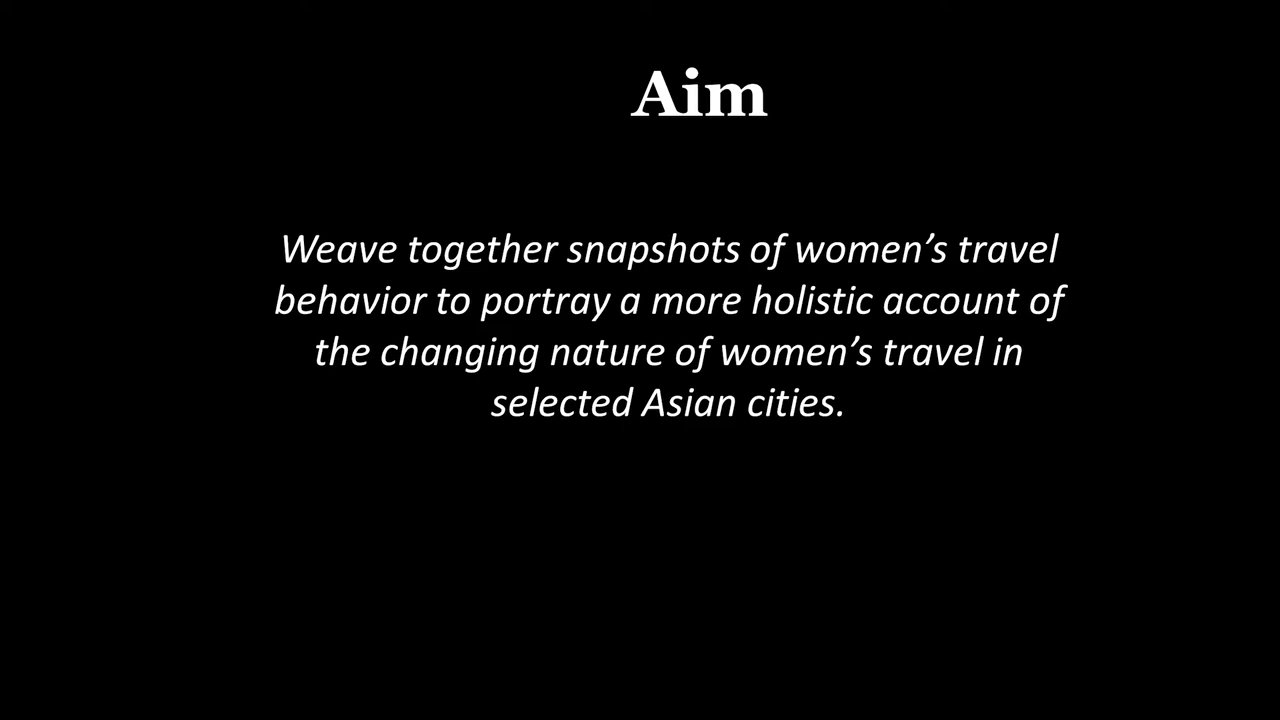 Aim
Weave together snapshots of women’s travel
behavior to portray a more holistic account of
the changing nature of women’s travel in
selected Asian cities.